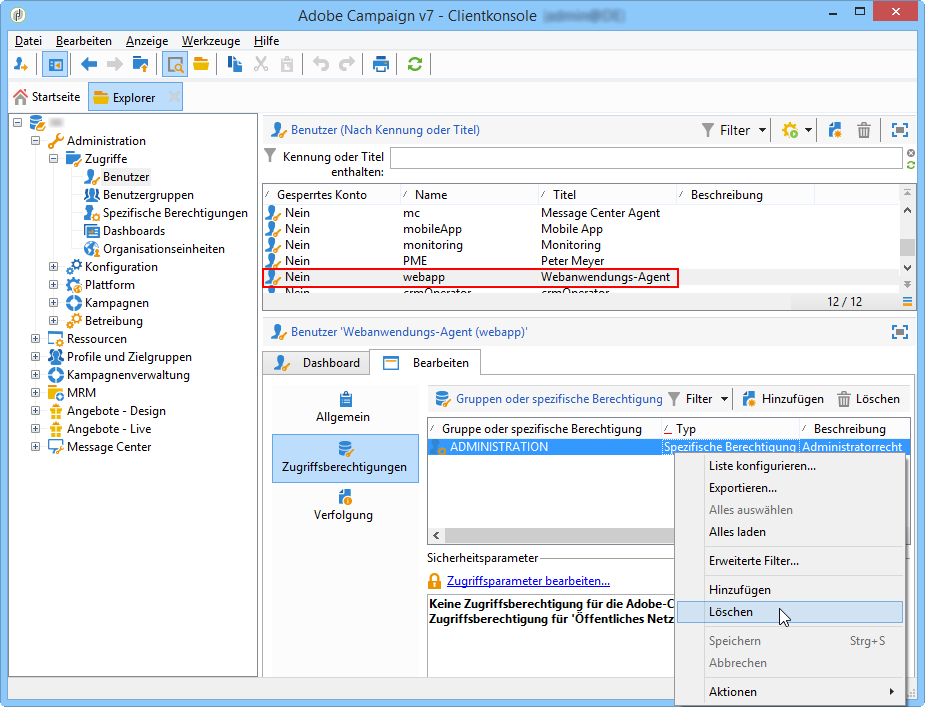 Adobe Campaign v7 - Clientkonsole
Datei Bearbeiten Anzeige Werkzeuge Hilfe
Startseite Explorer
Administration
Zugriffe
Benutzer
Benutzergruppen
Spezifische Berechtigungen
Dashboards
Organisationseinheiten
Konfiguration
Plattform
Kampagnen
Betreibung
Ressourcen
Profile und Zielgruppen
Kampagnenverwaltung
MRM
Angebote - Design
Angebote - Live
Message Center
Benutzer (Nach Kennung oder Titel) Filter
Kennung oder Titel
enthalten:
Gesperrtes Konto Name Titel Beschreibung
Nein mc Message Center Agent
Nein mobileApp Mobile App
Nein monitoring Monitoring
Nein PME Peter Meyer
Nein webapp Webanwendungs-Agent
Nein crmOperator crmOperator
12 / 12
Benutzer 'Webanwendungs-Agent (webapp)'
Dashboard Bearbeiten
Allgemein
Zugriffsberechtigungen
Verfolgung
Gruppen oder spezifische Berechtigung Filter Hinzufügen Löschen
Gruppe oder spezifische Berechtigung Typ Beschreibung
ADMINISTRATION Spezifische Berechtigung Administratorrecht
Sicherheitsparameter
Zugriffsparameter bearbeiten...
Keine Zugriffsberechtigung für die Adobe-C
Zugriffsberechtigung für 'Öffentliches Netz
Liste konfigurieren...
Exportieren...
Alles auswählen
Alles laden
Erweiterte Filter...
Hinzufügen
Löschen
Speichern Strg+S
Abbrechen
Aktionen